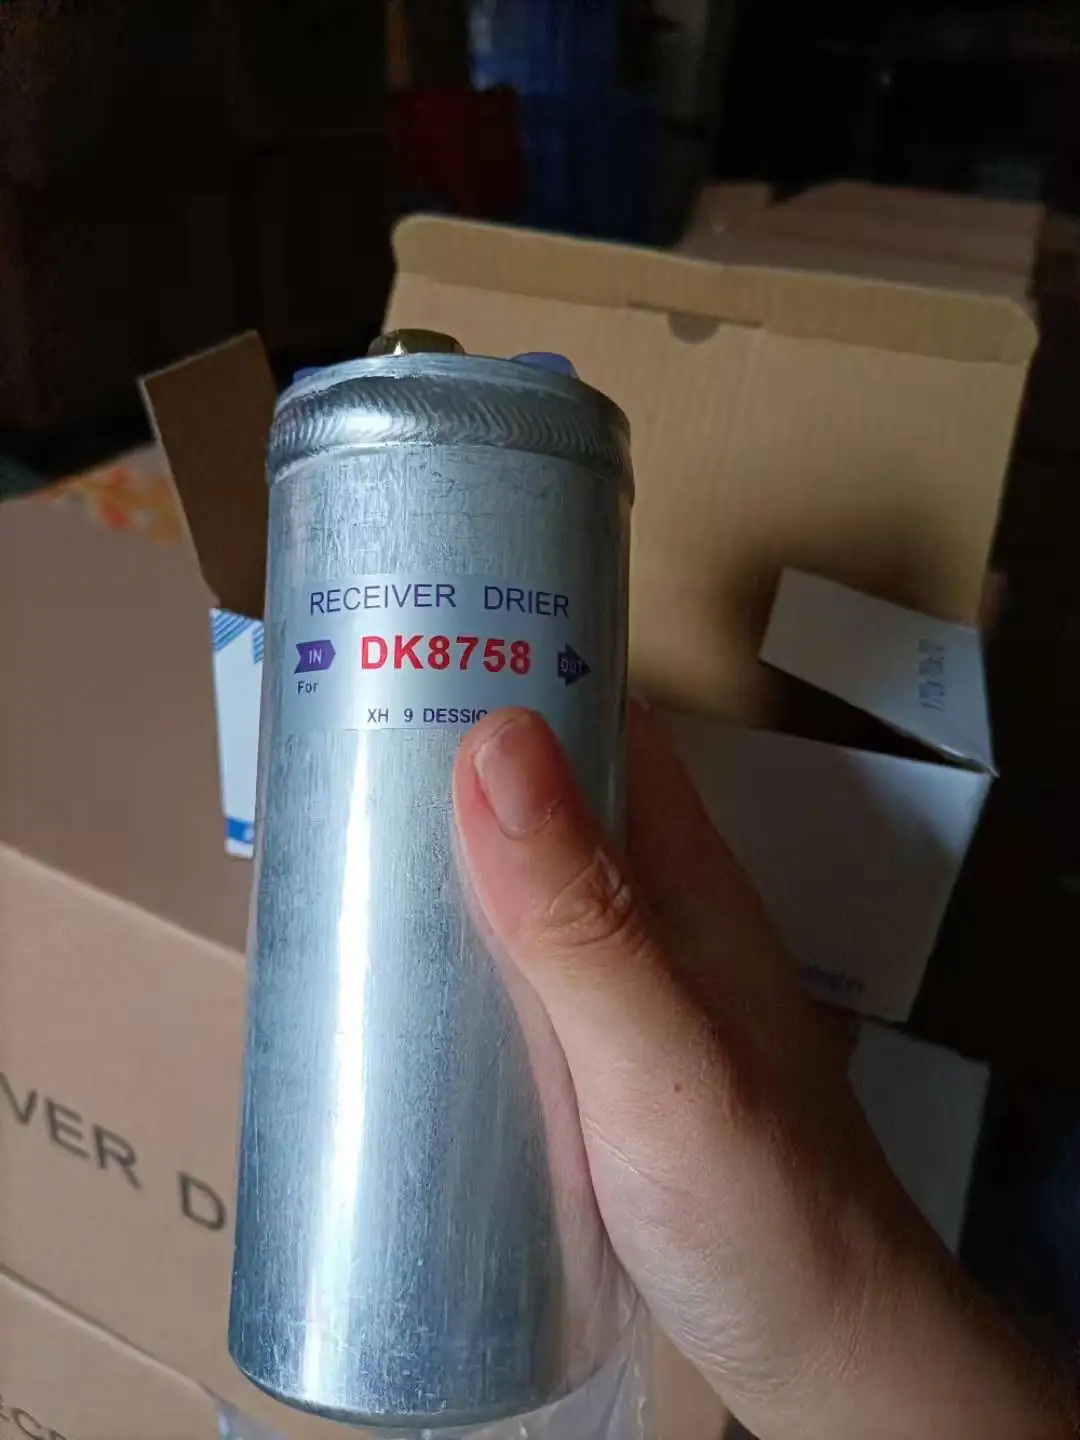 RECEIVER DRIER
IN DK8758 OUT
For
XH 9 DESSIC
VER D